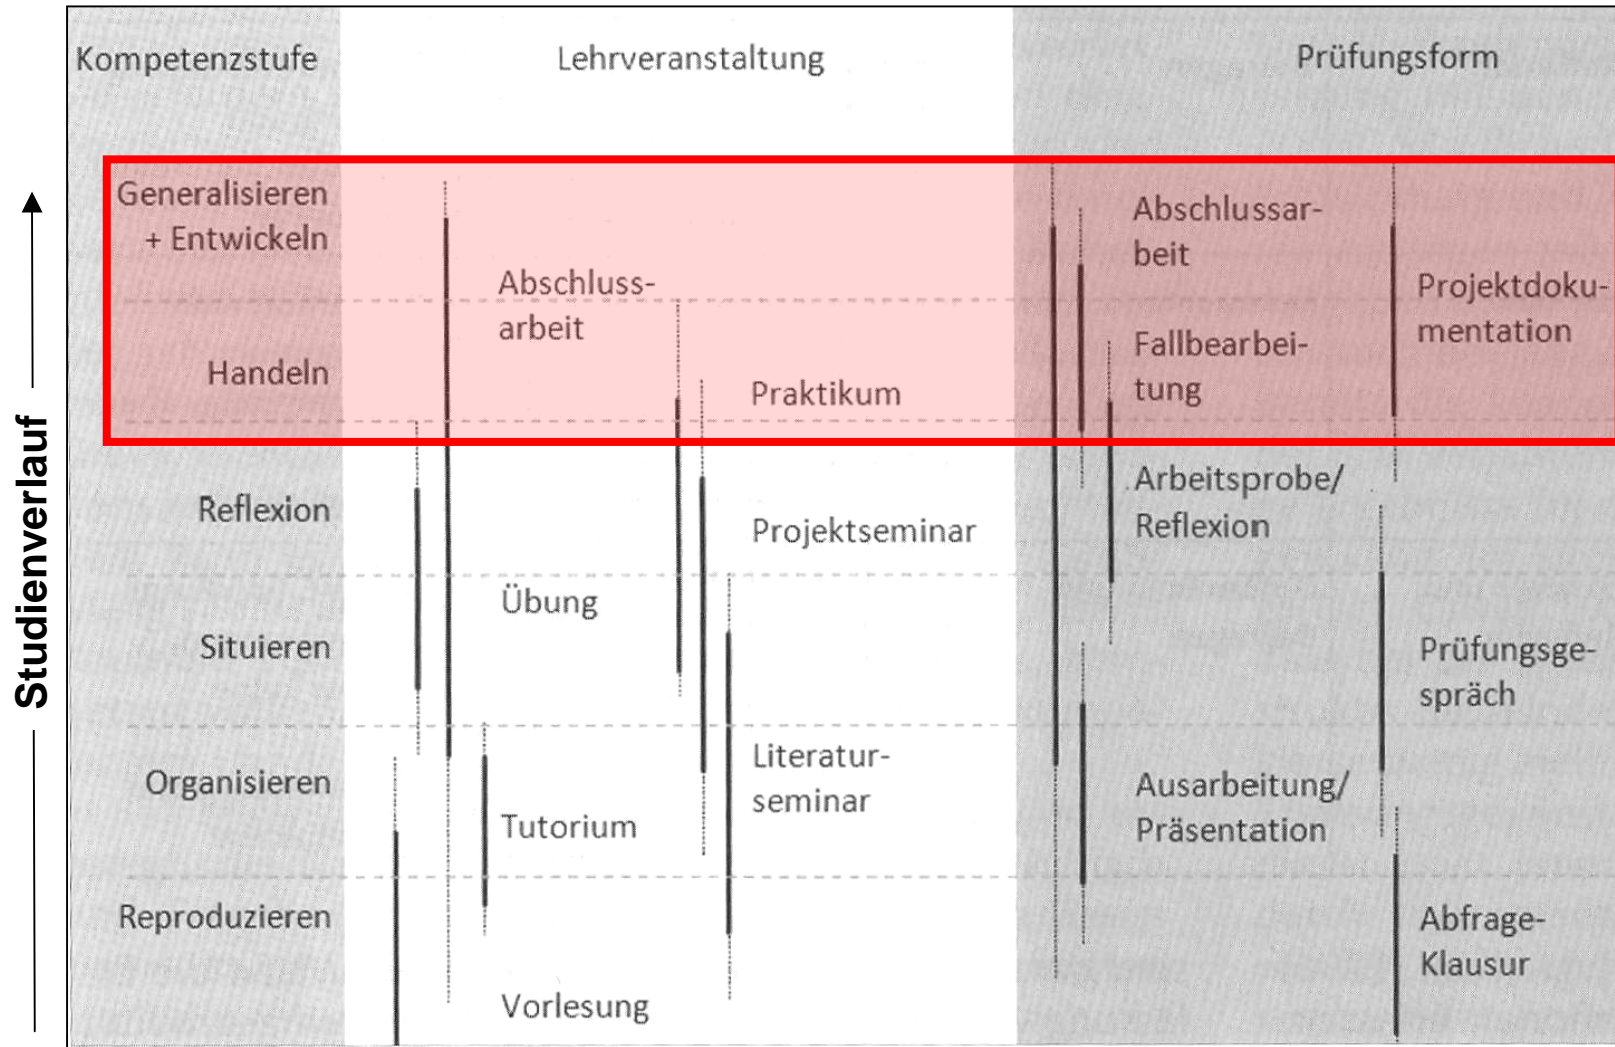 Studienverlauf
Kompetenzstufe
Lehrveranstaltung
Prüfungsform
Generalisieren
+ Entwickeln
Handeln
Reflexion
Situieren
Organisieren
Reproduzieren
Abschluss-
arbeit
Übung
Tutorium
Vorlesung
Praktikum
Projektseminar
Literatur-
seminar
Abschlussar-
beit
Fallbearbei-
tung
Arbeitsprobe/
Reflexion
Ausarbeitung/
Präsentation
Projektdoku-
mentation
Prüfungsge-
spräch
Abfrage-
Klausur